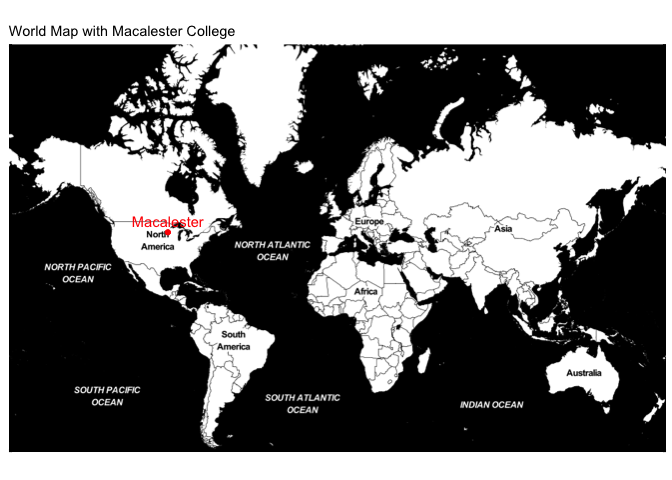 World Map with Macalester College
Macalester
North
America
Europe
Asia
NORTH ATLANTIC
OCEAN
NORTH PACIFIC
OCEAN
Africa
South
America
Australia
SOUTH PACIFIC
OCEAN
SOUTH ATLANTIC
OCEAN
INDIAN OCEAN